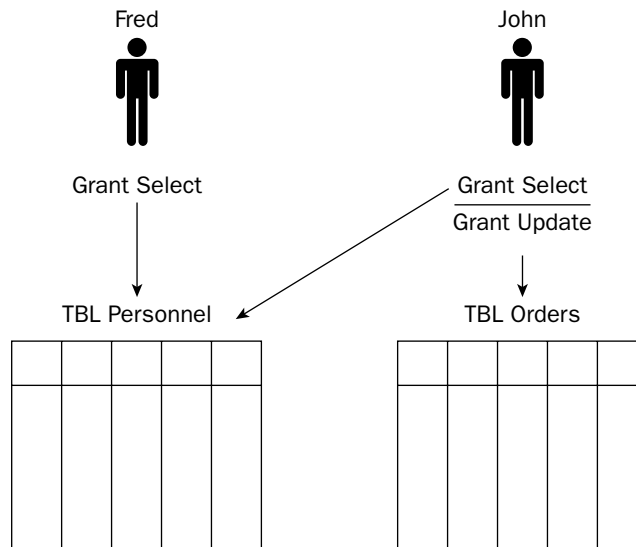 Fred
John
Grant Select
Grant Select
Grant Update
TBL Personnel
TBL Orders